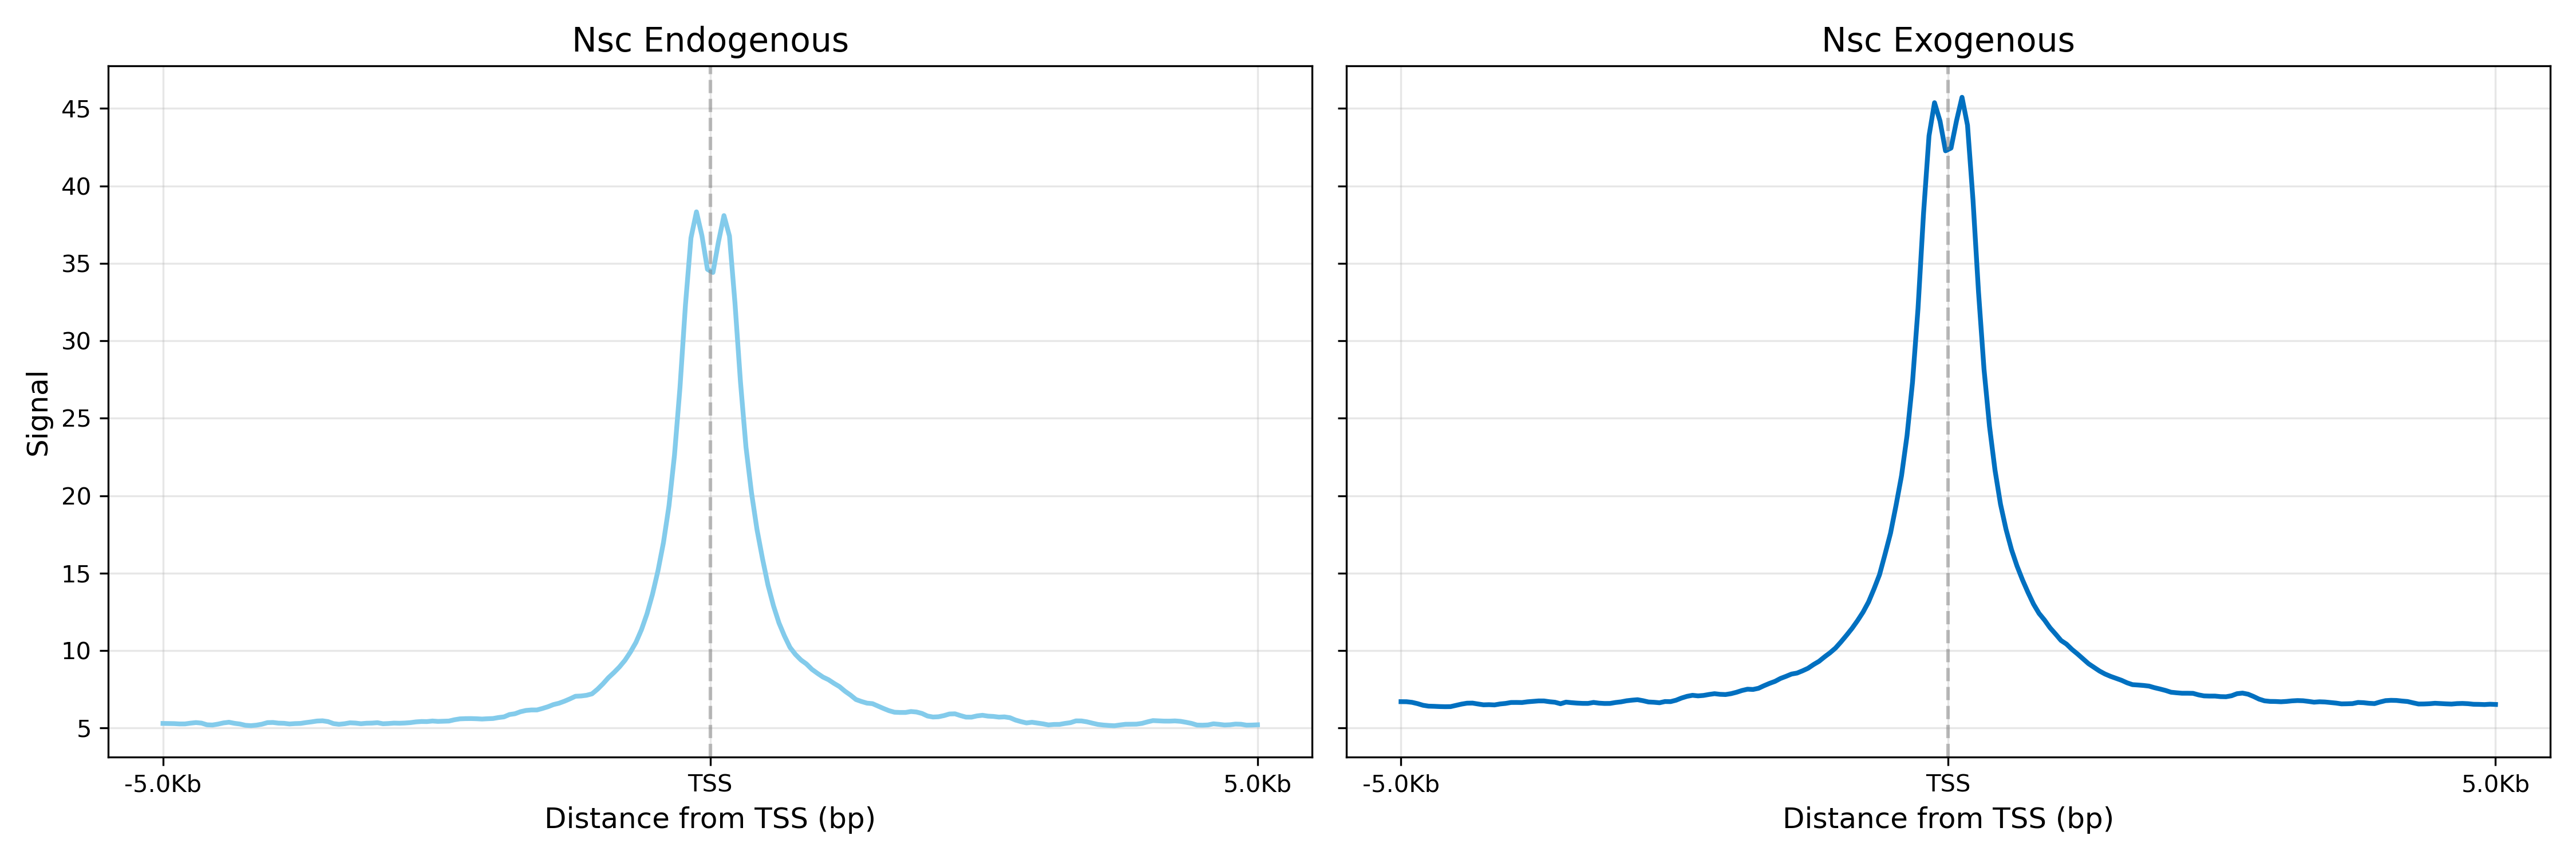 Nsc Endogenous
Nsc Exogenous
Signal
45
40
35
30
25
20
15
10
5
-5.0Kb
TSS
5.0Kb
-5.0Kb
TSS
5.0Kb
Distance from TSS (bp)
Distance from TSS (bp)